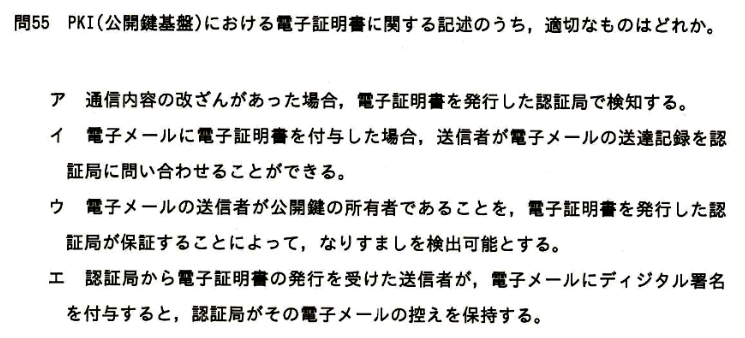 問55 PKI(公開鍵基盤)における電子証明書に関する記述のうち，適切なものはどれか。
ア 通信内容の改ざんがあった場合，電子証明書を発行した認証局で検知する。
イ 電子メールに電子証明書を付与した場合，送信者が電子メールの送達記録を認
証局に問い合わせることができる。
ウ 電子メールの送信者が公開鍵の所有者であることを，電子証明書を発行した認
証局が保証することによって，なりすましを検出可能とする。
エ 認証局から電子証明書の発行を受けた送信者が，電子メールにディジタル署名
を付与すると，認証局がその電子メールの控えを保持する。